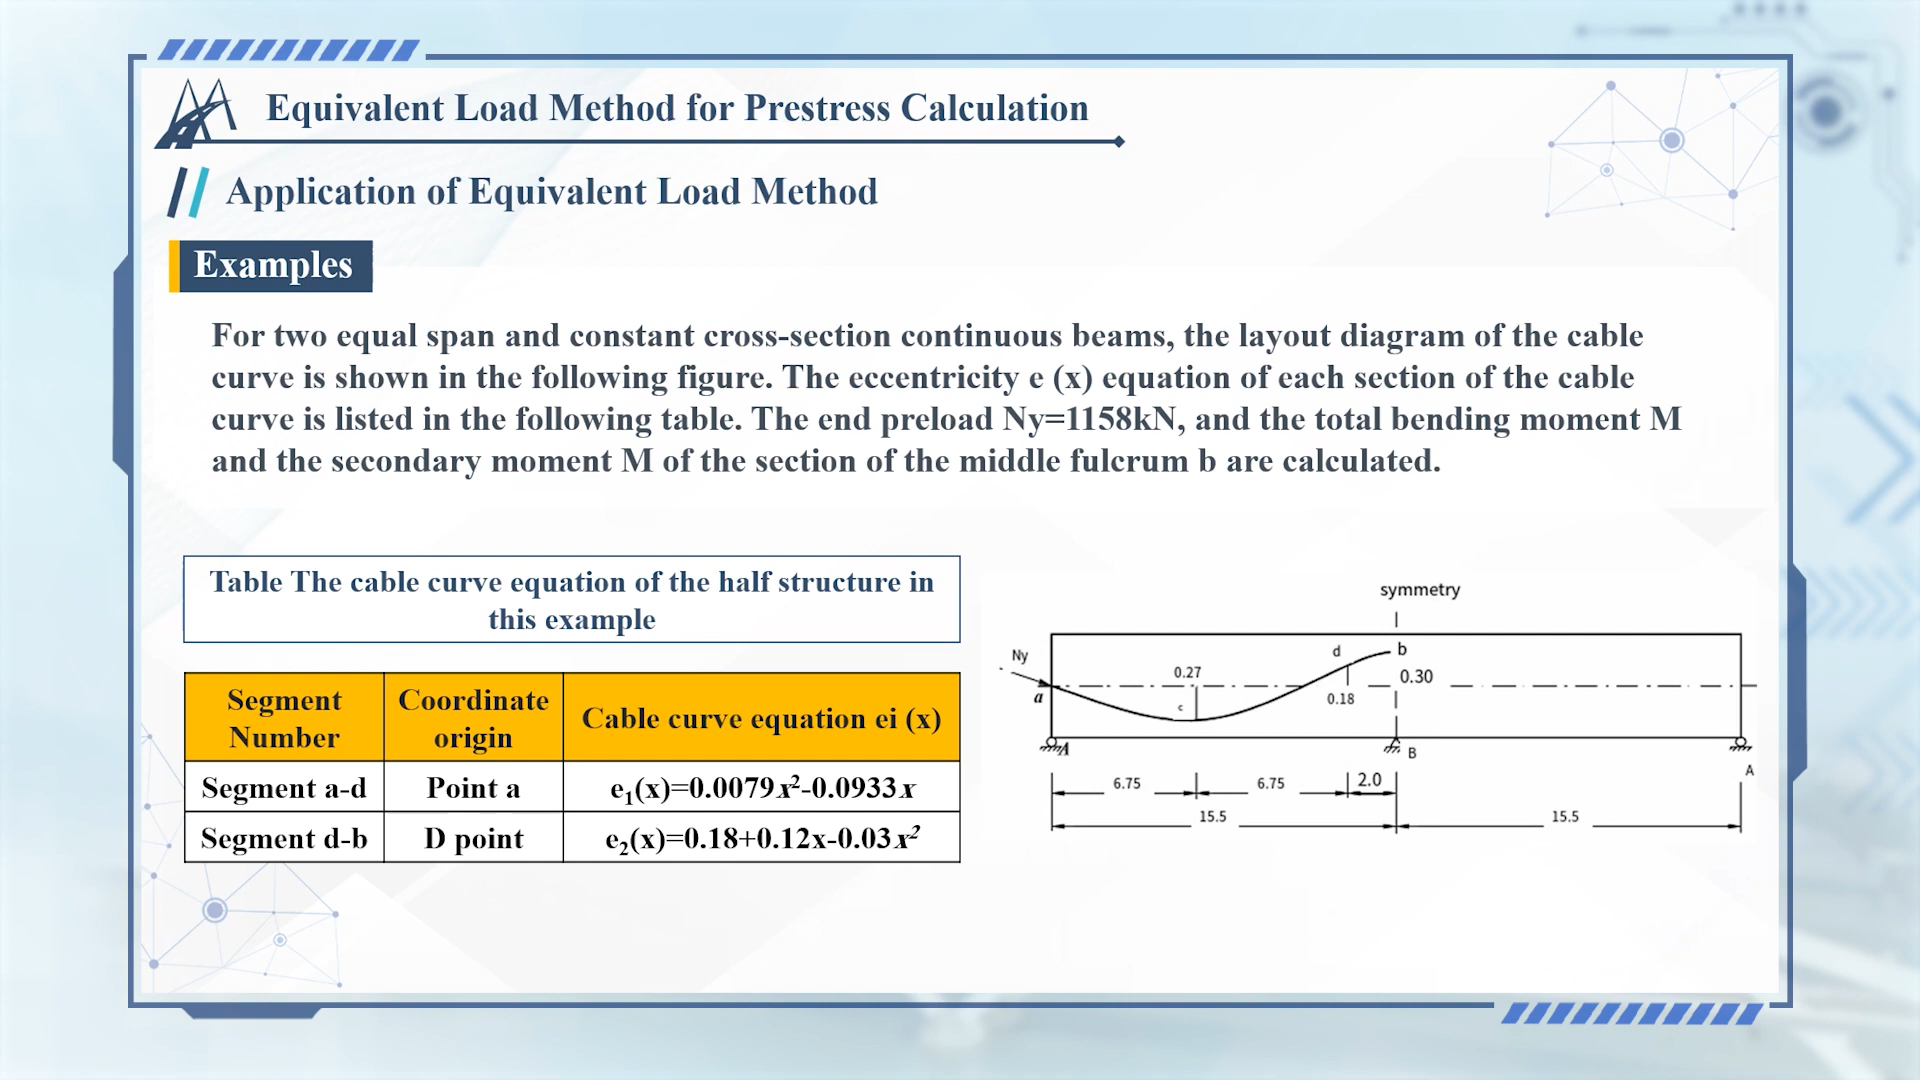 Equivalent Load Method for Prestress Calculation
Application of Equivalent Load Method
Examples
For two equal span and constant cross-section continuous beams, the layout diagram of the cable
curve is shown in the following figure. The eccentricity e (x) equation of each section of the cable
curve is listed in the following table. The end preload Ny=1158kN, and the total bending moment M
and the secondary moment M of the section of the middle fulcrum b are calculated.
Table The cable curve equation of the half structure in
this example
Segment Number
Coordinate origin
Cable curve equation ei (x)
Segment a-d
Point a
e₁(x)=0.0079x²-0.0933x
Segment d-b
D point
e₂(x)=0.18+0.12x-0.03x²
symmetry
Ny
a
0.27
c
d
b
0.18
0.30
A
B
A
6.75
6.75
2.0
15.5
15.5